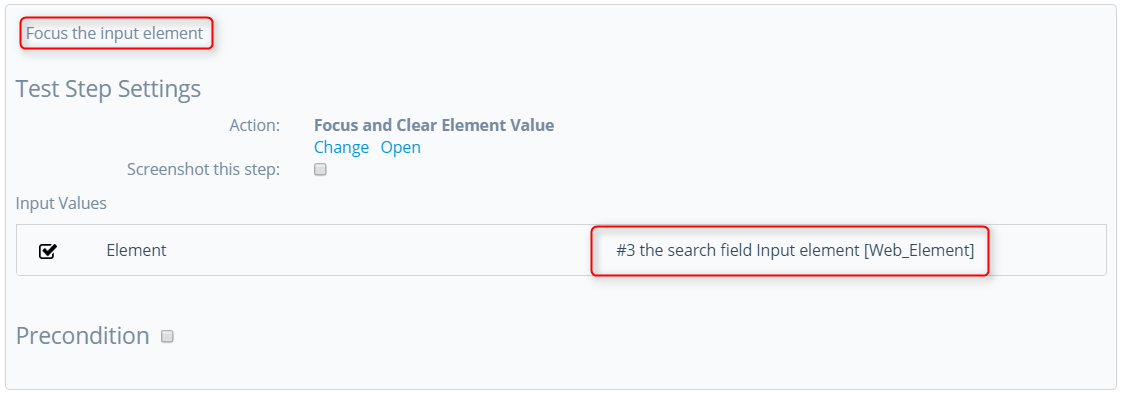 Focus the input element
Test Step Settings
Action: Focus and Clear Element Value
Change Open
Screenshot this step:
Input Values
Element #3 the search field Input element [Web_Element]
Precondition